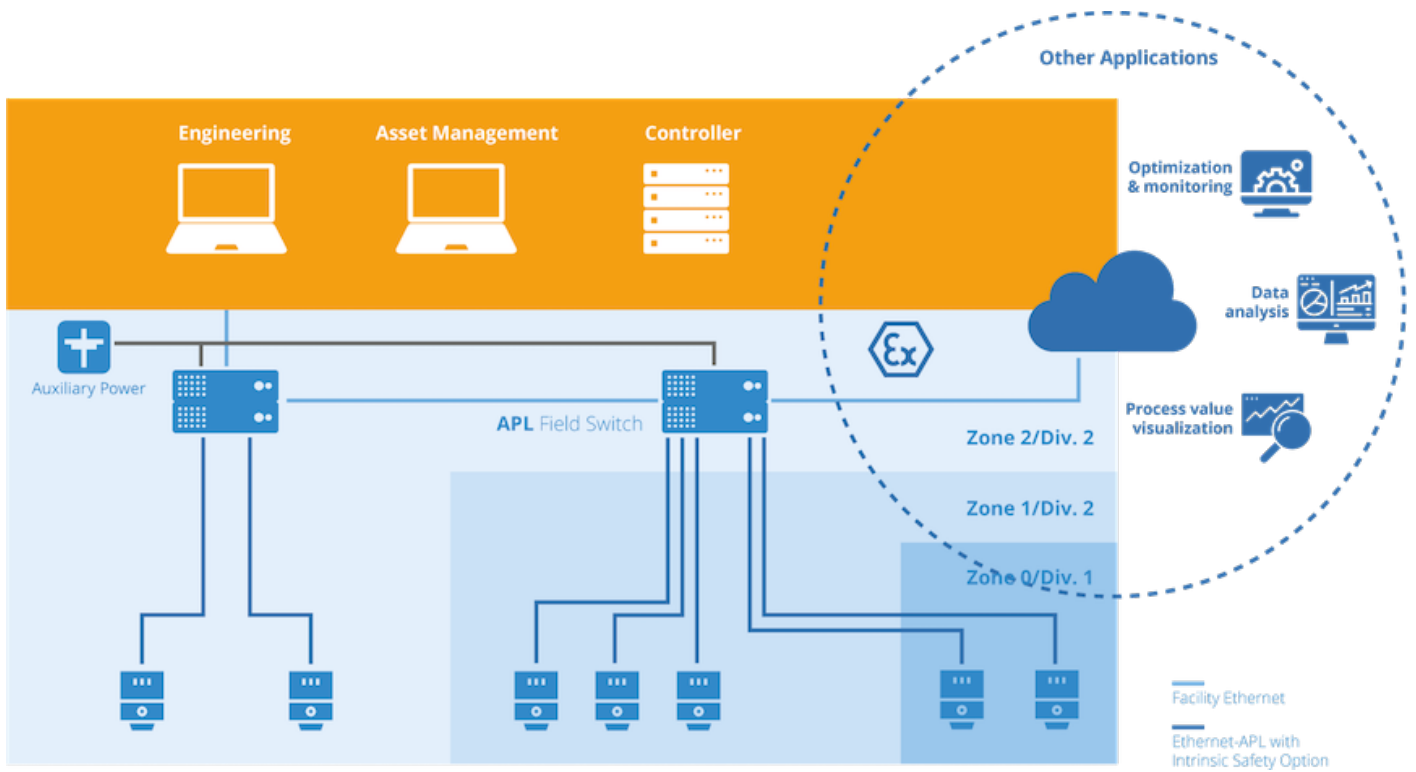 Other Applications
Engineering
Asset Management
Controller
Optimization
& monitoring
Data
analysis
Auxiliary Power
Ex
APL Field Switch
Process value
visualization
Zone 2/Div. 2
Zone 1/Div. 2
Zone 0/Div. 1
Facility Ethernet
Ethernet-APL with
Intrinsic Safety Option